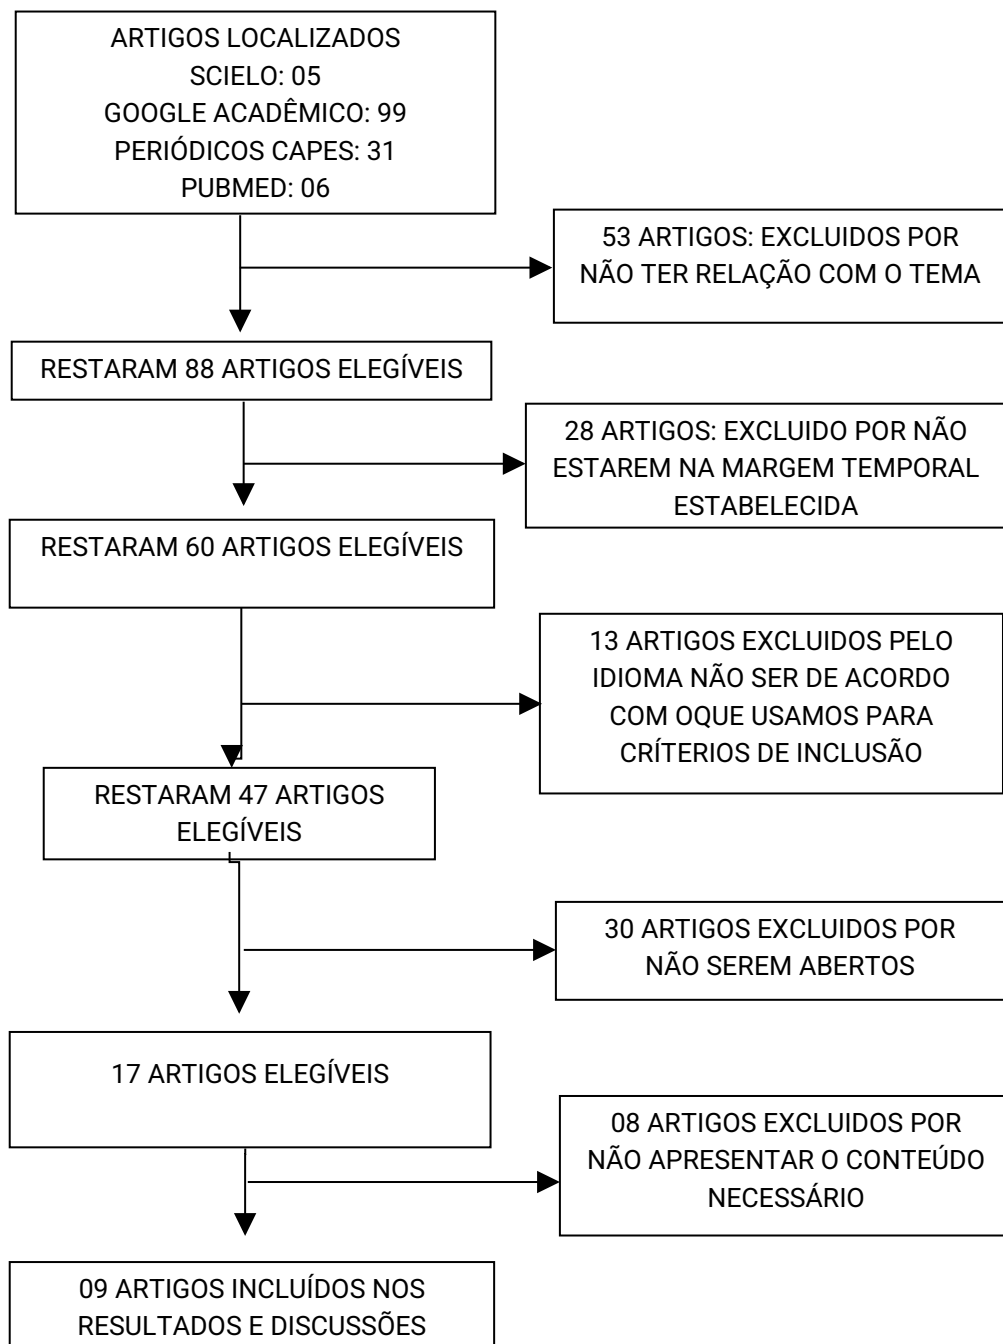 ARTIGOS LOCALIZADOS
SCIELO: 05
GOOGLE ACADÊMICO: 99
PERIÓDICOS CAPES: 31
PUBMED: 06
53 ARTIGOS: EXCLUIDOS POR
NÃO TER RELAÇÃO COM O TEMA
RESTARAM 88 ARTIGOS ELEGÍVEIS
28 ARTIGOS: EXCLUIDO POR NÃO
ESTAREM NA MARGEM TEMPORAL
ESTABELECIDA
RESTARAM 60 ARTIGOS ELEGÍVEIS
13 ARTIGOS EXCLUIDOS PELO
IDIOMA NÃO SER DE ACORDO
COM OQUE USAMOS PARA
CRÍTERIOS DE INCLUSÃO
RESTARAM 47 ARTIGOS
ELEGÍVEIS
30 ARTIGOS EXCLUIDOS POR
NÃO SEREM ABERTOS
17 ARTIGOS ELEGÍVEIS
08 ARTIGOS EXCLUIDOS POR
NÃO APRESENTAR O CONTEÚDO
NECESSÁRIO
09 ARTIGOS INCLUÍDOS NOS
RESULTADOS E DISCUSSÕES